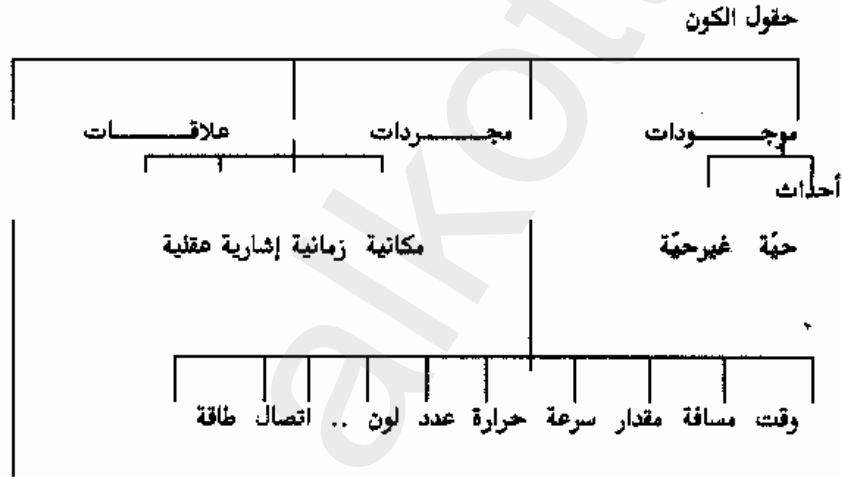 حقول الكون
موجـــــودات مجـــــردات علاقـــــات
أحداث
حيّة غيرحيّة مكانية زمانية إشارية عقلية
وقت مسافة مقدار سرعة حرارة عدد لون .. اتصال طاقة
alkot